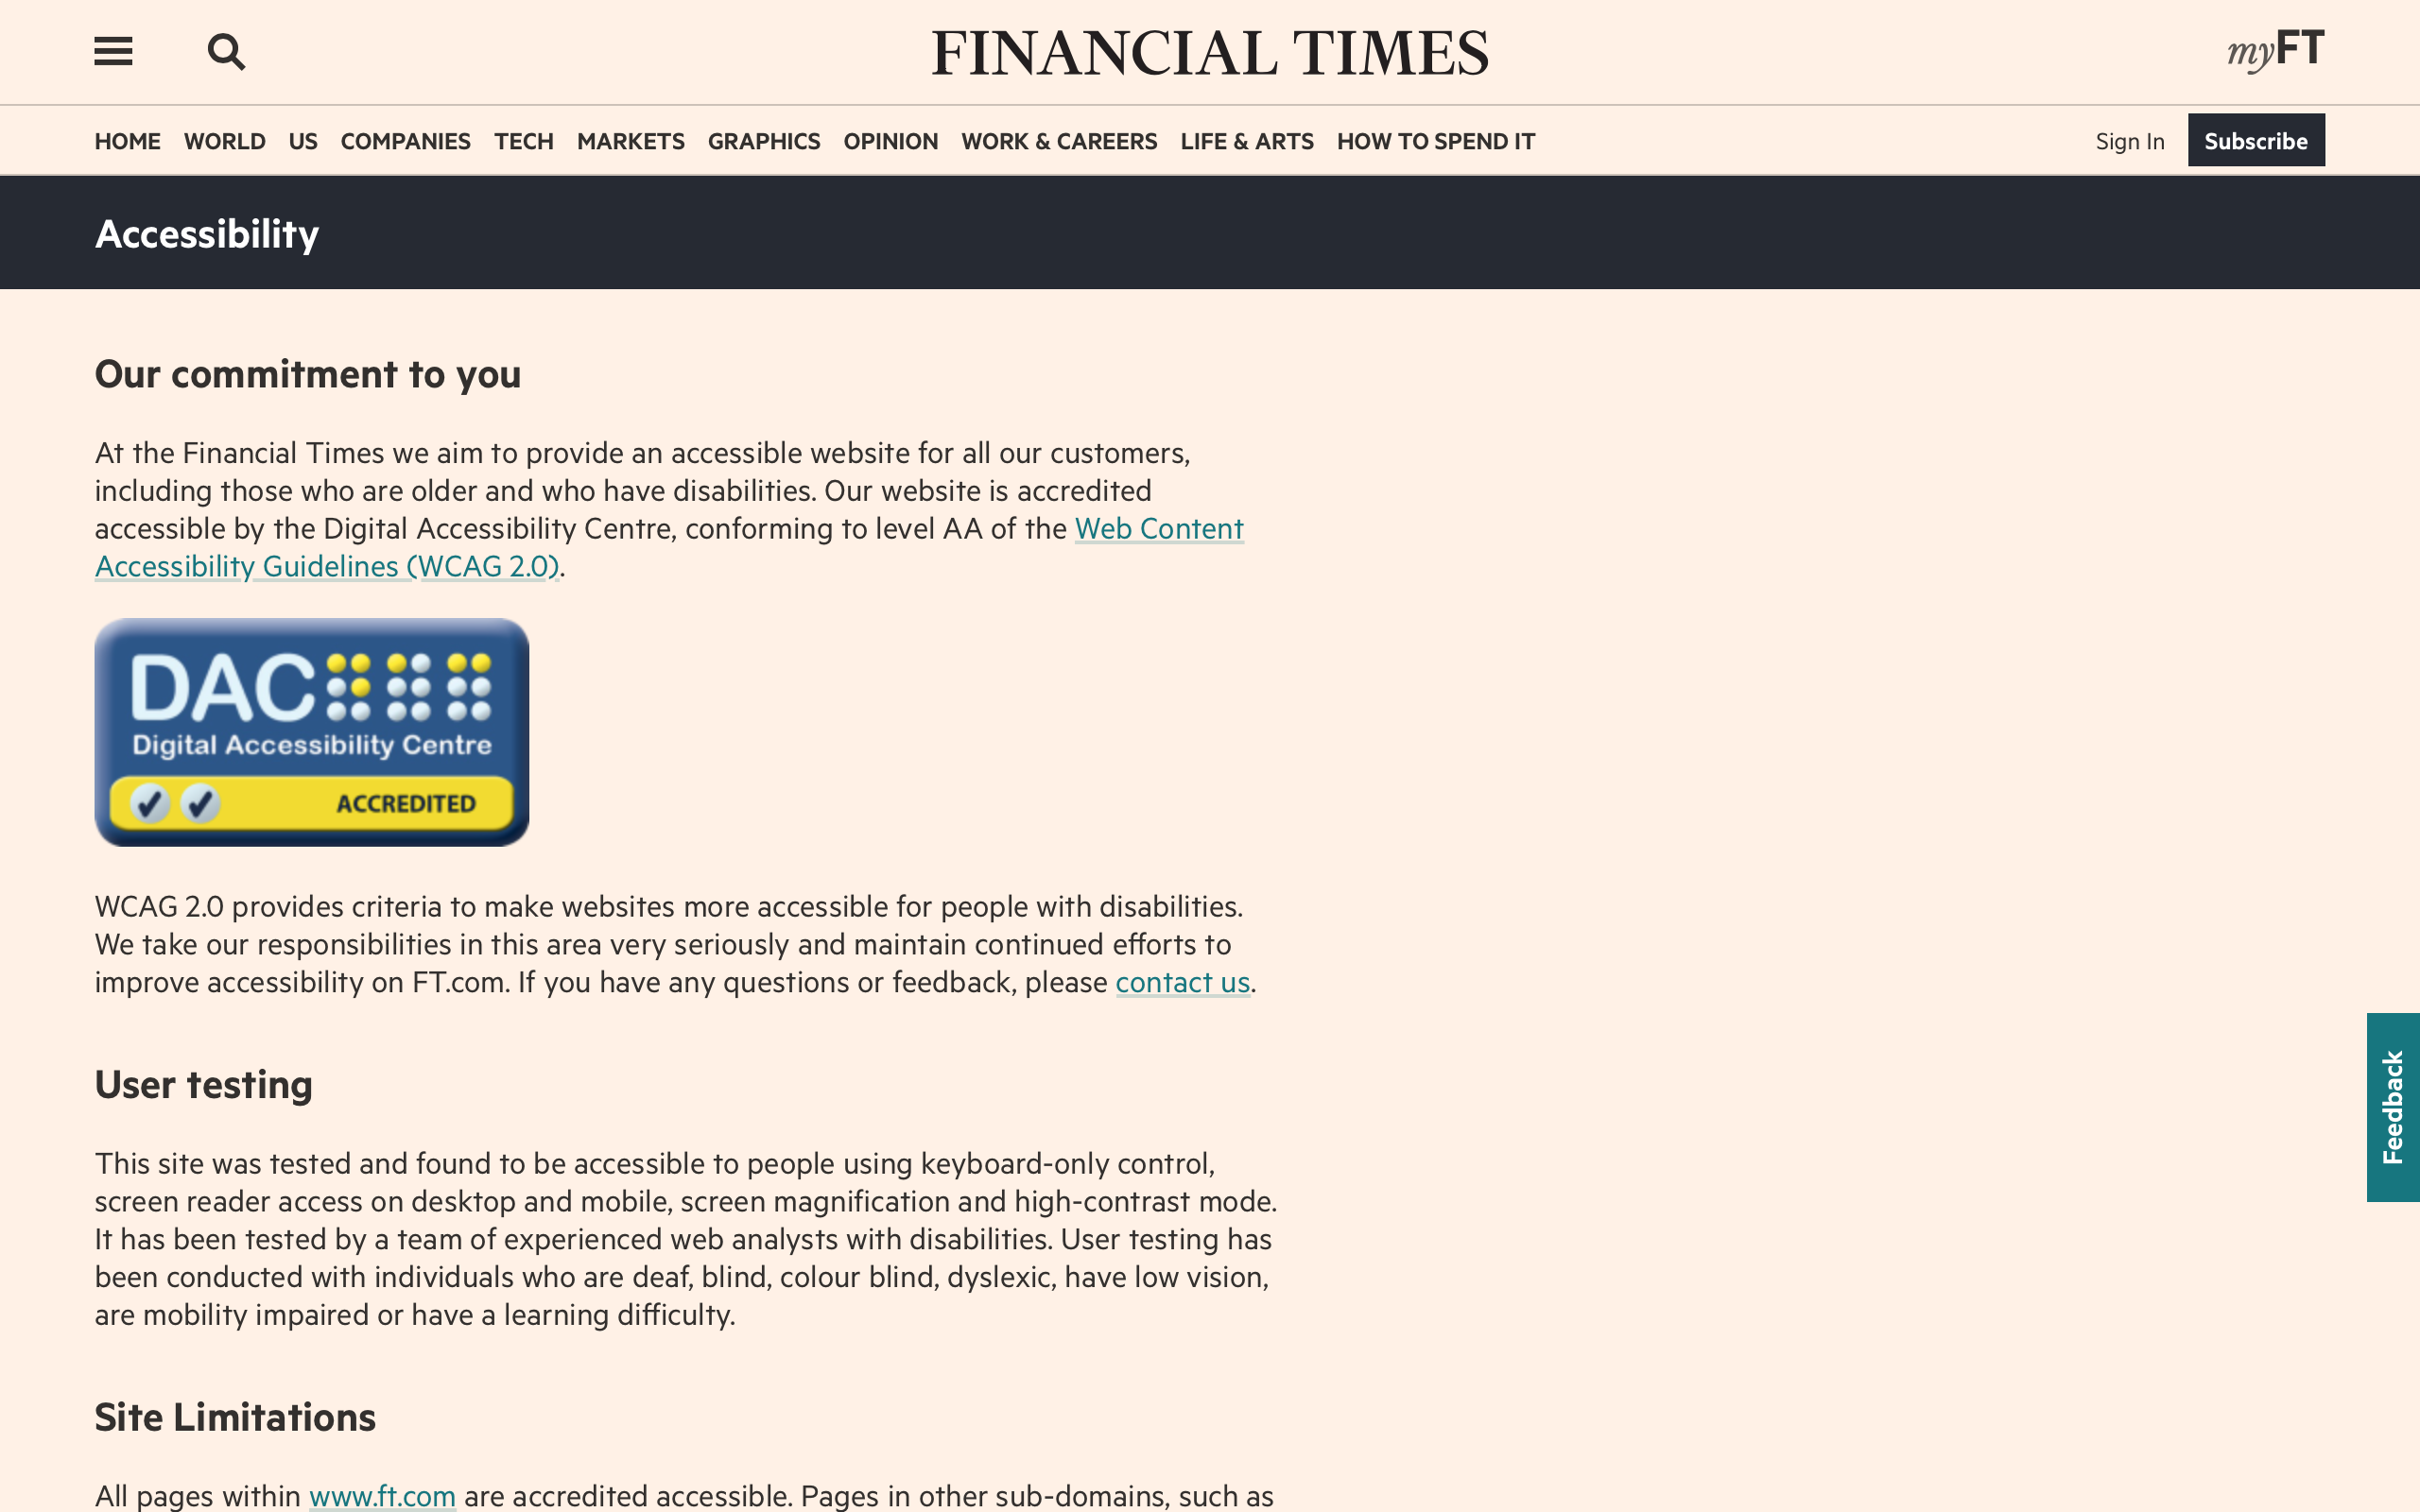 FINANCIAL TIMES
myFT
HOME WORLD US COMPANIES TECH MARKETS GRAPHICS OPINION WORK & CAREERS LIFE & ARTS HOW TO SPEND IT Sign In Subscribe
Accessibility
Our commitment to you
At the Financial Times we aim to provide an accessible website for all our customers,
including those who are older and who have disabilities. Our website is accredited
accessible by the Digital Accessibility Centre, conforming to level AA of the Web Content
Accessibility Guidelines (WCAG 2.0).
DAC
Digital Accessibility Centre
ACCREDITED
WCAG 2.0 provides criteria to make websites more accessible for people with disabilities.
We take our responsibilities in this area very seriously and maintain continued efforts to
improve accessibility on FT.com. If you have any questions or feedback, please contact us.
User testing
This site was tested and found to be accessible to people using keyboard-only control,
screen reader access on desktop and mobile, screen magnification and high-contrast mode.
It has been tested by a team of experienced web analysts with disabilities. User testing has
been conducted with individuals who are deaf, blind, colour blind, dyslexic, have low vision,
are mobility impaired or have a learning difficulty.
Site Limitations
All pages within www.ft.com are accredited accessible. Pages in other sub-domains, such as
Feedback